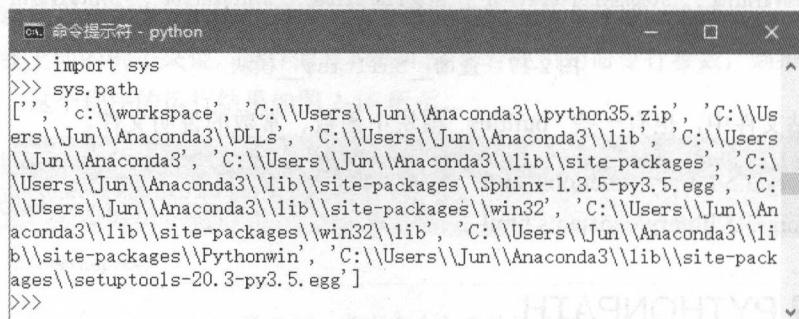 命令提示符 - python
>>> import sys
>>> sys.path
['', 'c:\\workspace', 'C:\\Users\\Jun\\Anaconda3\\python35.zip', 'C:\\Us
ers\\Jun\\Anaconda3\\DLLs', 'C:\\Users\\Jun\\Anaconda3\\lib', 'C:\\Users
\\Jun\\Anaconda3', 'C:\\Users\\Jun\\Anaconda3\\lib\\site-packages', 'C:\
\Users\\Jun\\Anaconda3\\lib\\site-packages\\Sphinx-1.3.5-py3.5.egg', 'C:
\\Users\\Jun\\Anaconda3\\lib\\site-packages\\win32', 'C:\\Users\\Jun\\An
aconda3\\lib\\site-packages\\win32\\lib', 'C:\\Users\\Jun\\Anaconda3\\li
b\\site-packages\\Pythonwin', 'C:\\Users\\Jun\\Anaconda3\\lib\\site-pack
ages\\setuptools-20.3-py3.5.egg']
>>>
PYTHONPATH